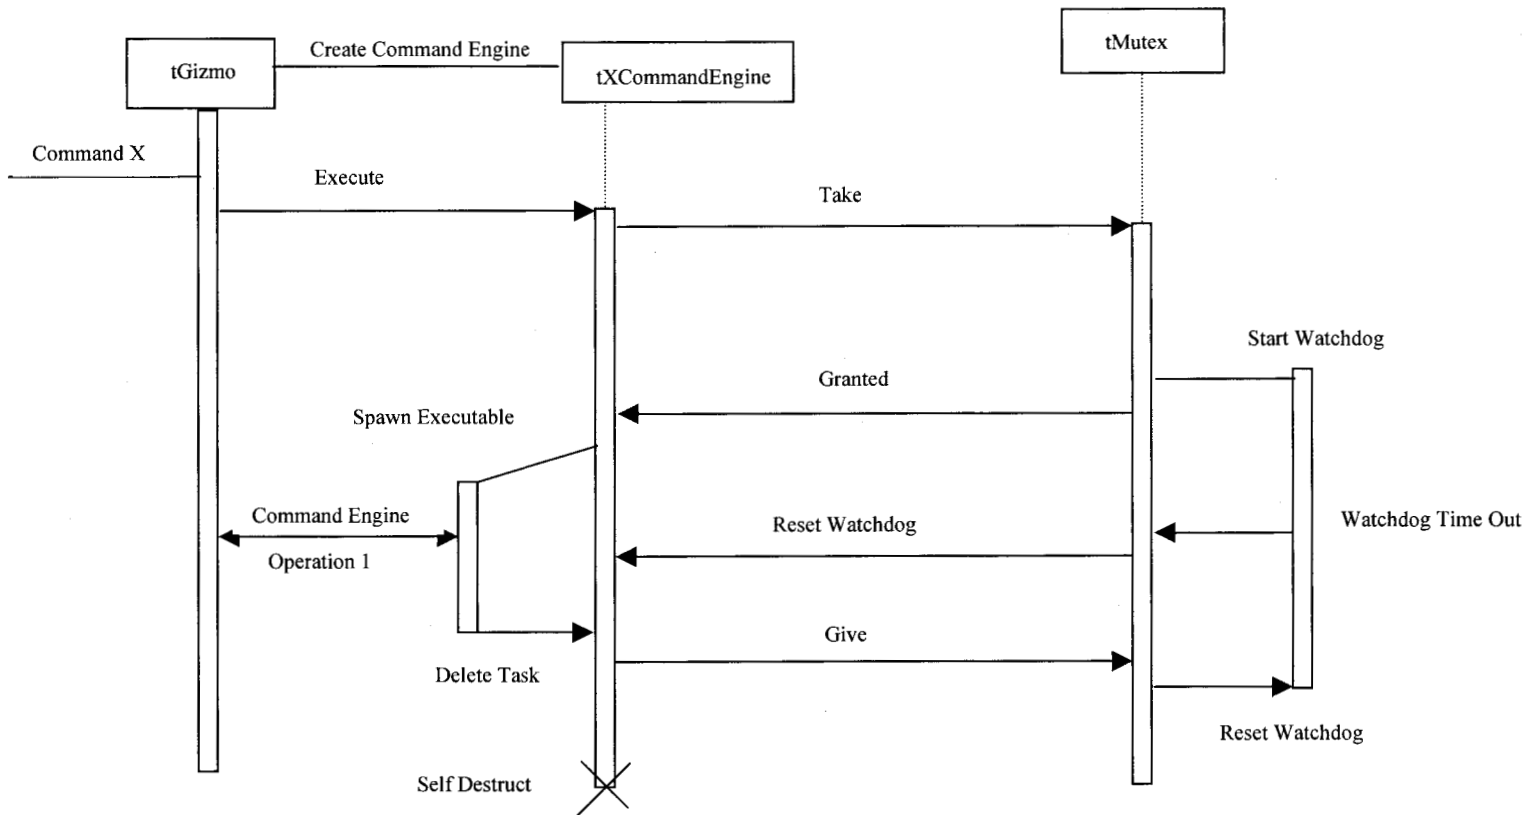 tMutex
Create Command Engine
tGizmo
tXCommandEngine
Command X
Execute
Take
Start Watchdog
Granted
Spawn Executable
Command Engine
Operation 1
Reset Watchdog
Watchdog Time Out
Give
Delete Task
Reset Watchdog
Self Destruct